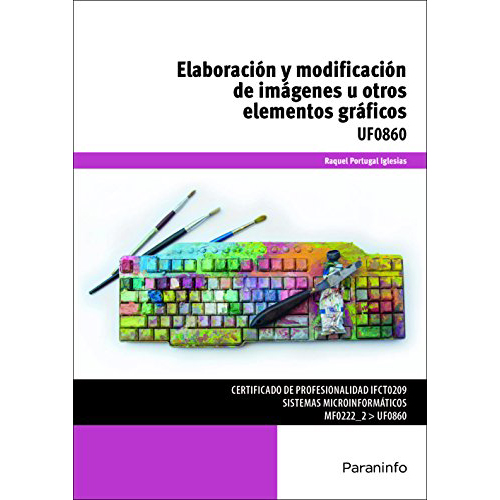 Elaboración y modificación
de imágenes u otros
elementos gráficos
UF0860
Raquel Portugal Iglesias
CERTIFICADO DE PROFESIONALIDAD IFCT0209
SISTEMAS MICROINFORMÁTICOS
MF0222_2 > UF0860
Paraninfo